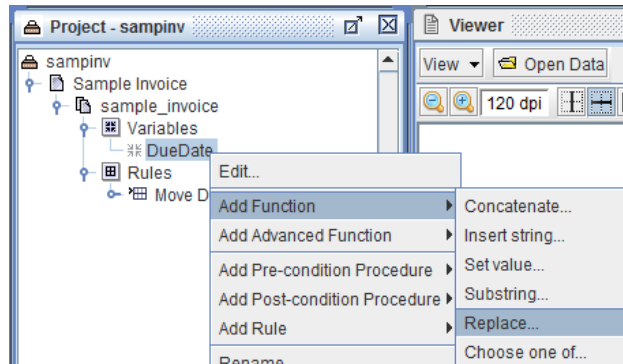 Project - sampinv
sampinv
Sample Invoice
sample_invoice
Variables
DueDate
Rules
Move D
Viewer
View
Open Data
120 dpi
Edit...
Add Function
Add Advanced Function
Add Pre-condition Procedure
Add Post-condition Procedure
Add Rule
Rename
Concatenate...
Insert string...
Set value...
Substring...
Replace...
Choose one of...